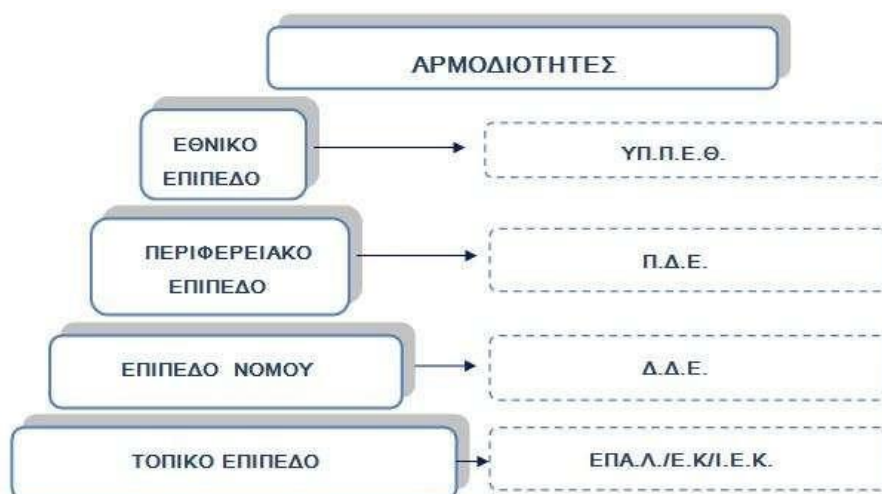 ΑΡΜΟΔΙΟΤΗΤΕΣ
ΕΘΝΙΚΟ
ΕΠΙΠΕΔΟ
ΥΠ.Π.Ε.Θ.
ΠΕΡΙΦΕΡΕΙΑΚΟ
ΕΠΙΠΕΔΟ
Π.Δ.Ε.
ΕΠΙΠΕΔΟ ΝΟΜΟΥ
Δ.Δ.Ε.
ΤΟΠΙΚΟ ΕΠΙΠΕΔΟ
ΕΠΑ.Λ./Ε.Κ/Ι.Ε.Κ.